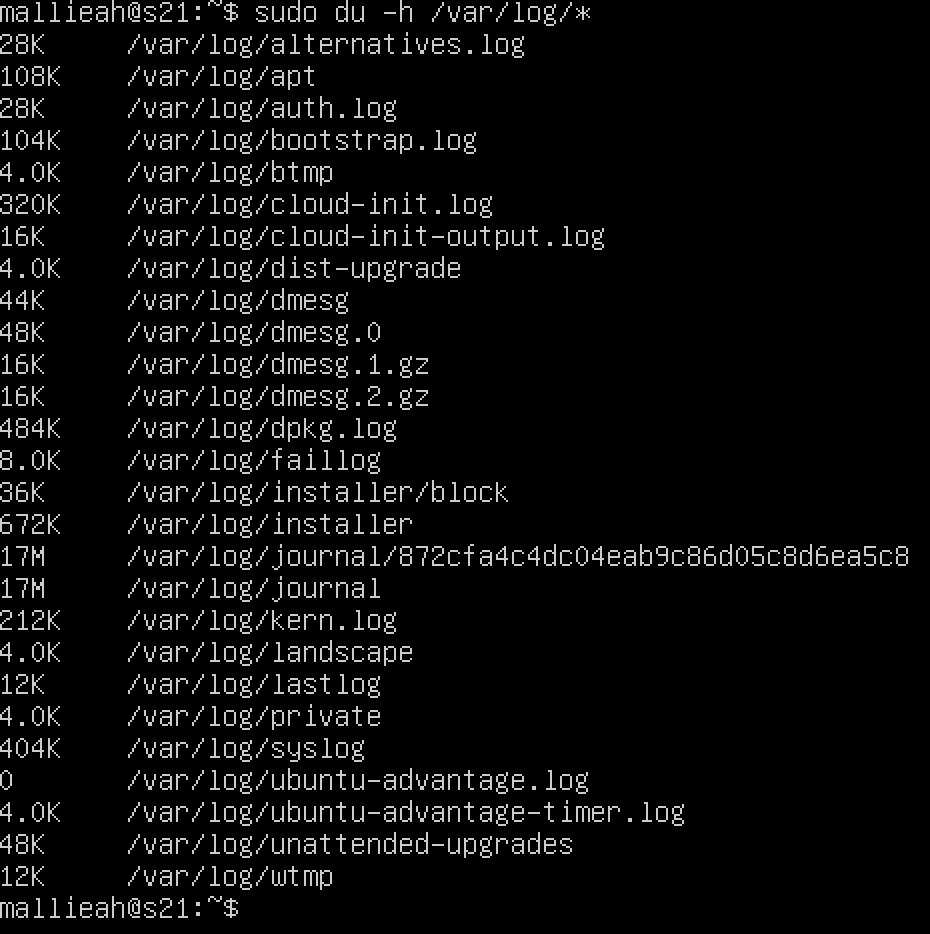 mallieah@s21:~$ sudo du -h /var/log/*
28K	/var/log/alternatives.log
108K	/var/log/apt
28K	/var/log/auth.log
104K	/var/log/bootstrap.log
4.0K	/var/log/btmp
320K	/var/log/cloud-init.log
16K	/var/log/cloud-init-output.log
4.0K	/var/log/dist-upgrade
44K	/var/log/dmesg
48K	/var/log/dmesg.0
16K	/var/log/dmesg.1.gz
16K	/var/log/dmesg.2.gz
484K	/var/log/dpkg.log
8.0K	/var/log/faillog
36K	/var/log/installer/block
672K	/var/log/installer
17M	/var/log/journal/872cfa4c4dc04eab9c86d05c8d6ea5c8
17M	/var/log/journal
212K	/var/log/kern.log
4.0K	/var/log/landscape
12K	/var/log/lastlog
4.0K	/var/log/private
404K	/var/log/syslog
0	/var/log/ubuntu-advantage.log
4.0K	/var/log/ubuntu-advantage-timer.log
48K	/var/log/unattended-upgrades
12K	/var/log/wtmp
mallieah@s21:~$